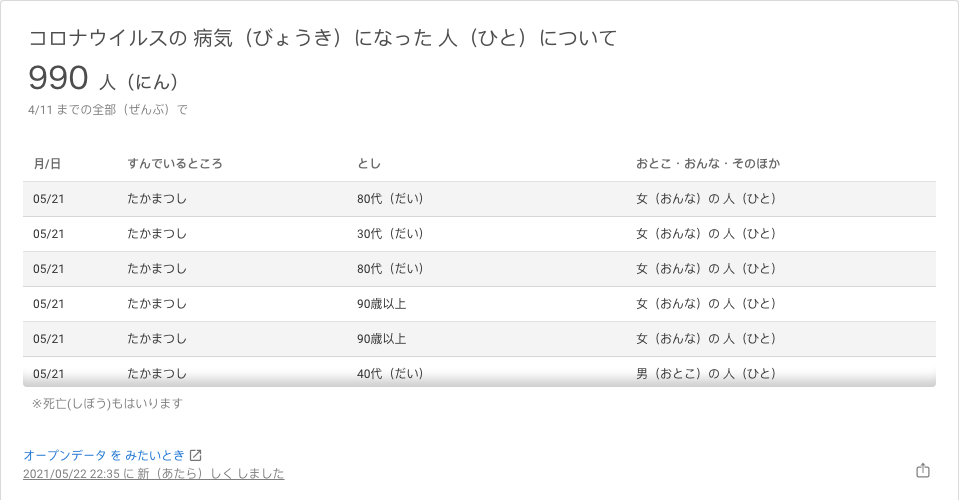 コロナウイルスの 病気（びょうき）になった 人（ひと）について
990 人（にん）
4/11 までの全部（ぜんぶ）で
月/日 すんでいるところ とし おとこ・おんな・そのほか
05/21 たかまつし 80代（だい） 女（おんな）の 人（ひと）
05/21 たかまつし 30代（だい） 女（おんな）の 人（ひと）
05/21 たかまつし 80代（だい） 女（おんな）の 人（ひと）
05/21 たかまつし 90歳以上 女（おんな）の 人（ひと）
05/21 たかまつし 90歳以上 女（おんな）の 人（ひと）
05/21 たかまつし 40代（だい） 男（おとこ）の 人（ひと）
※死亡(しぼう)もはいります
オープンデータ を みたいとき
2021/05/22 22:35 に 新（あたら）しく しました